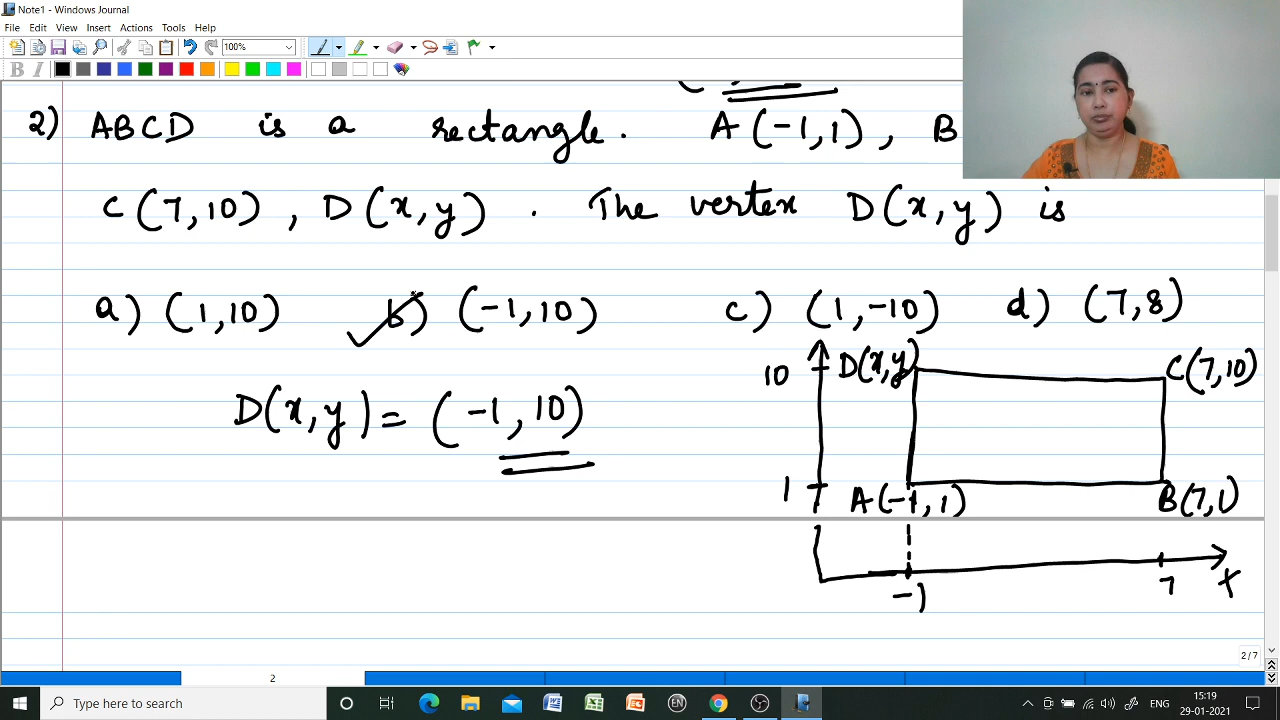 Note1 - Windows Journal
File Edit View Insert Actions Tools Help
100%
B I
2) ABCD is a rectangle. A(-1,1), B
C(7,10), D(x,y). The vertex D(x,y) is
a) (1,10) b) (-1,10) c) (1,-10) d) (7,8)
10 D(x,y) C(7,10)
D(x,y) = (-1,10)
1 A(-1,1) B(7,1)
-1 7 X
2/7
2
Type here to search
ENG
15:19
29-01-2021